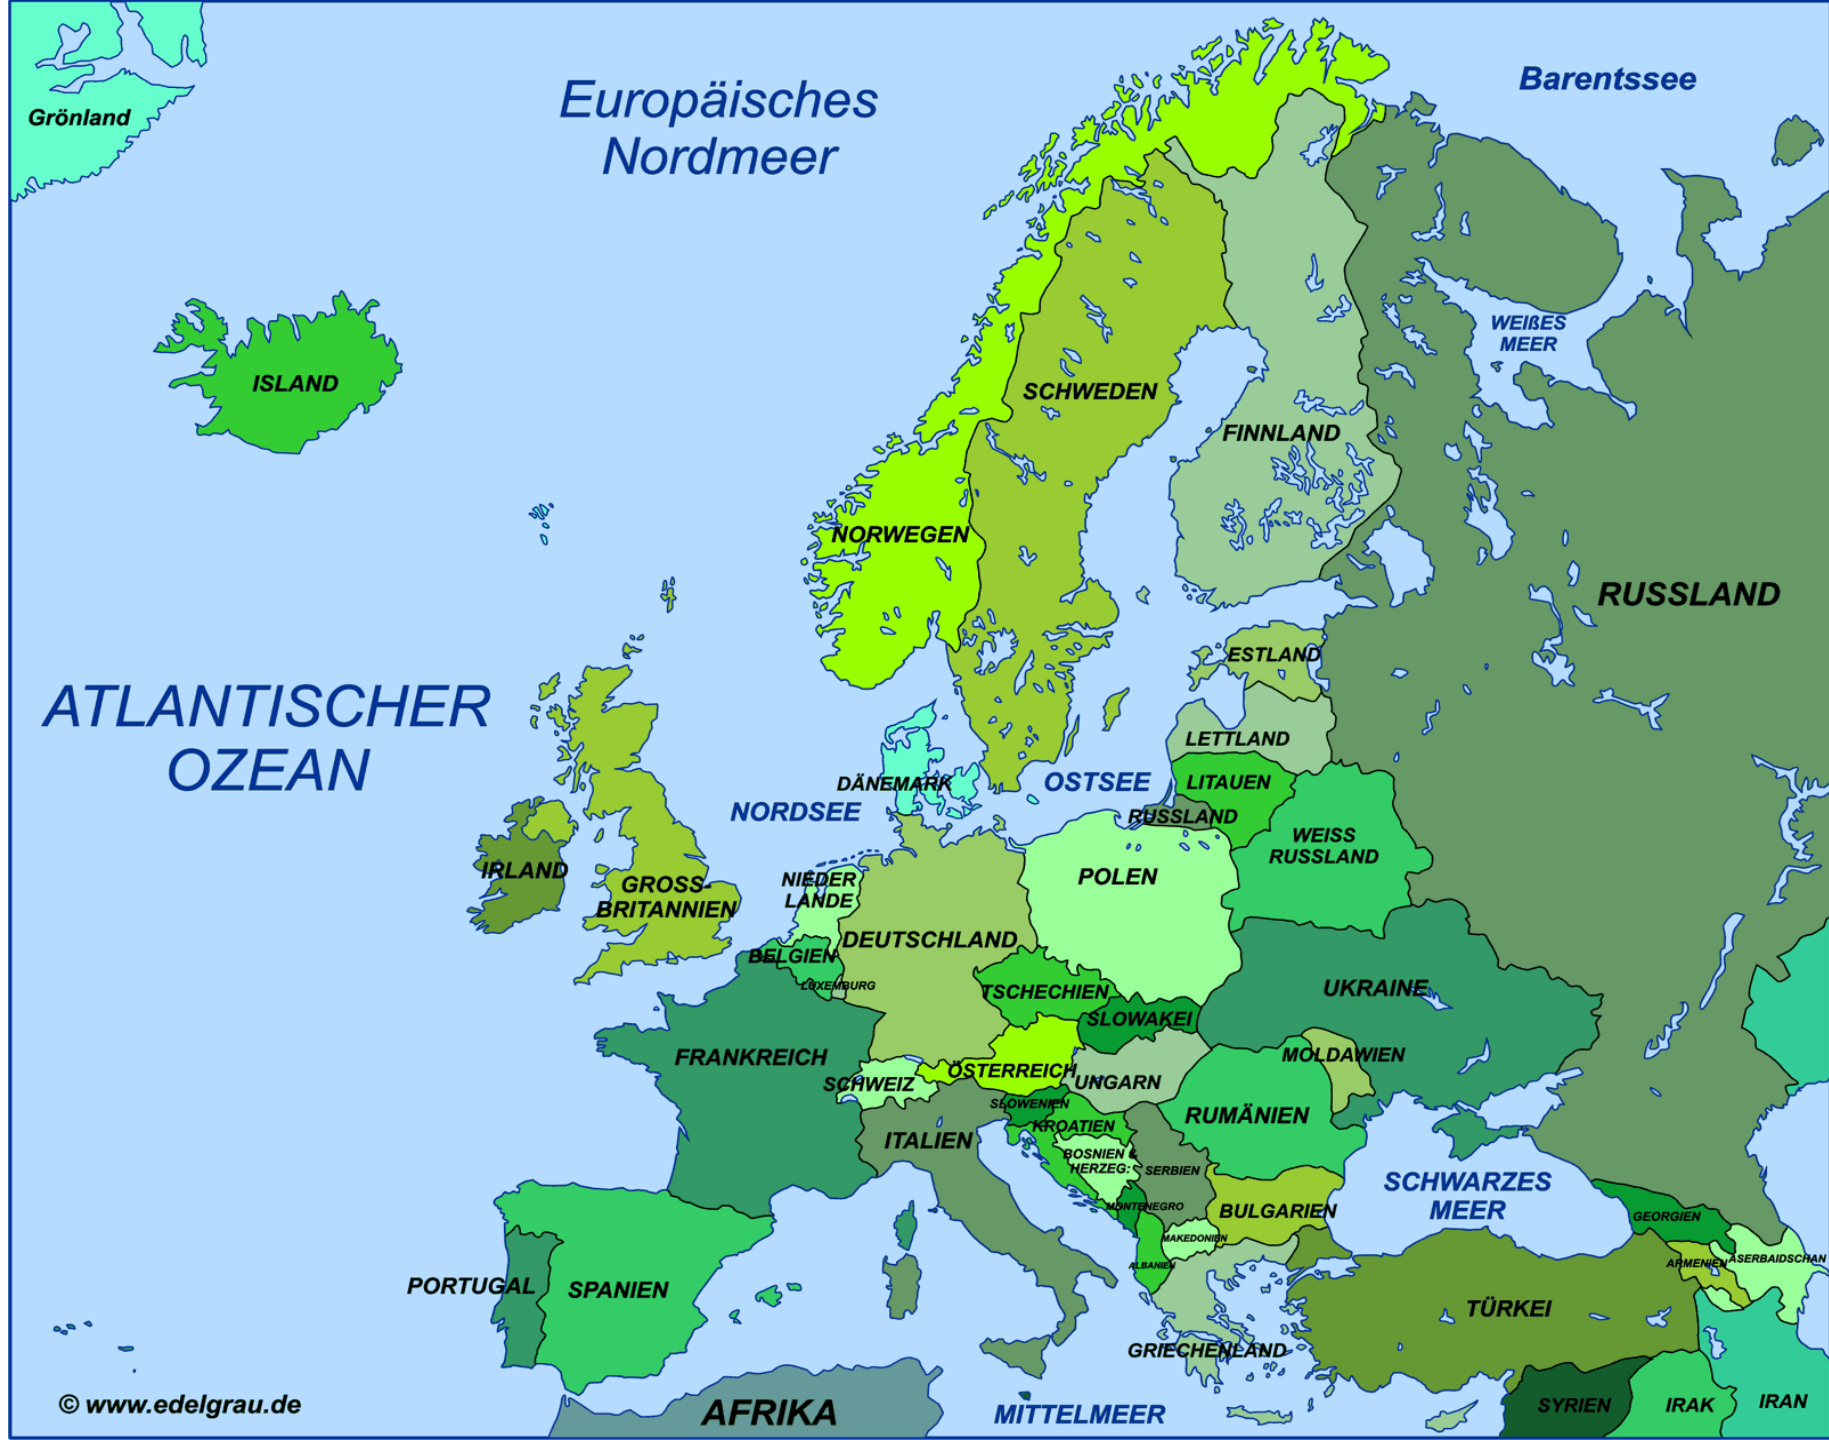 Grönland
Europäisches
Nordmeer
Barentssee
WEIßES
MEER
ISLAND
SCHWEDEN
FINNLAND
NORWEGEN
RUSSLAND
ESTLAND
ATLANTISCHER
OZEAN
LETTLAND
DÄNEMARK
OSTSEE
LITAUEN
NORDSEE
RUSSLAND
WEISS
RUSSLAND
IRLAND
GROSS-
BRITANNIEN
NIEDER
LANDE
POLEN
DEUTSCHLAND
BELGIEN
LUXEMBURG
TSCHECHIEN
UKRAINE
SLOWAKEI
FRANKREICH
MOLDAWIEN
SCHWEIZ
ÖSTERREICH
UNGARN
SLOWENIEN
RUMÄNIEN
KROATIEN
ITALIEN
BOSNIEN &
HERZEG:
SERBIEN
SCHWARZES
MEER
MONTENEGRO
BULGARIEN
GEORGIEN
MAKEDONIEN
ALBANIEN
ARMENIEN
ASERBAIDSCHAN
PORTUGAL
SPANIEN
TÜRKEI
GRIECHENLAND
© www.edelgrau.de
AFRIKA
MITTELMEER
SYRIEN
IRAK
IRAN